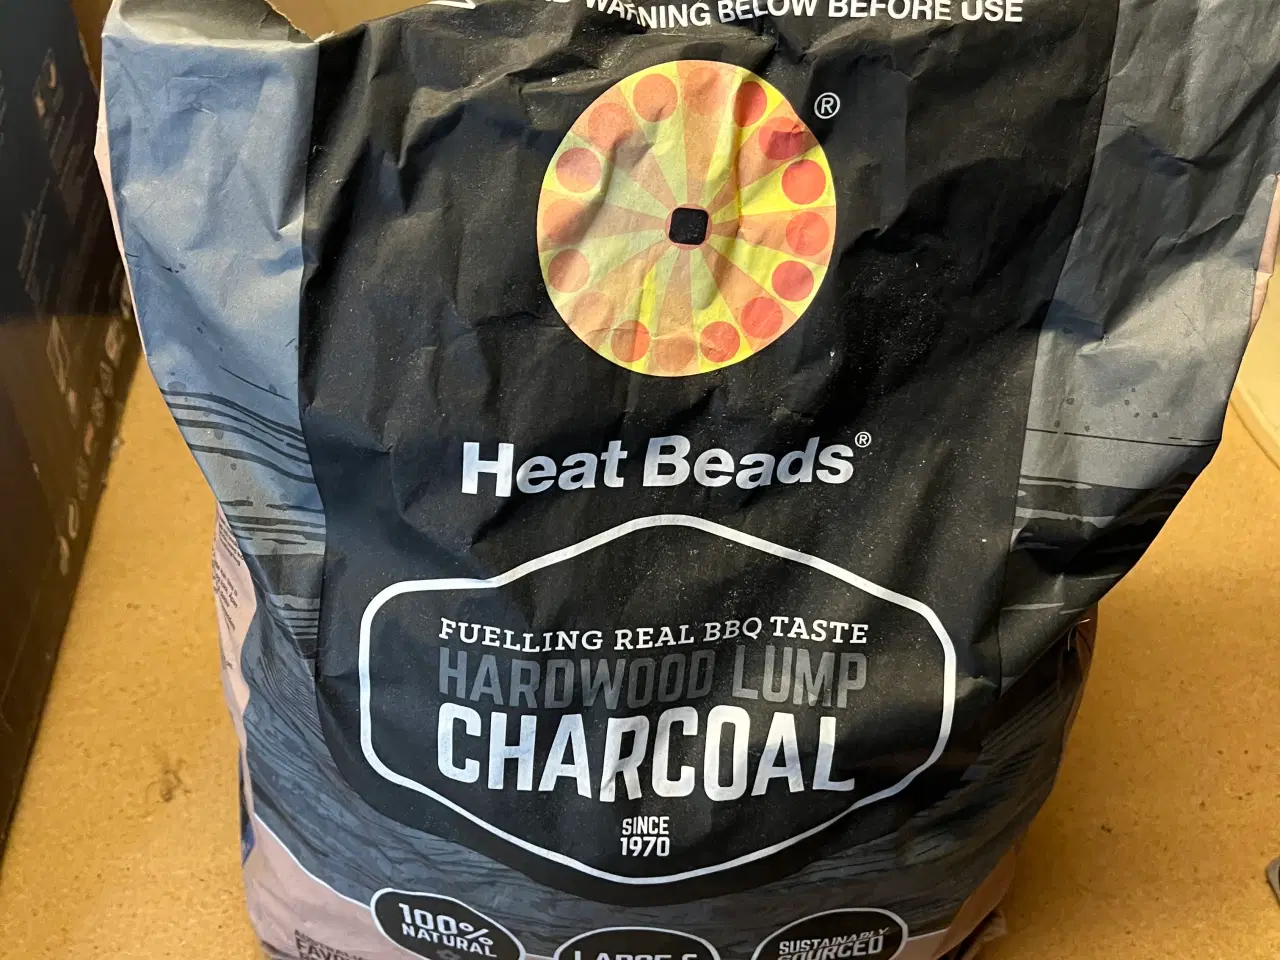 WARNING BELOW BEFORE USE
®
Heat Beads®
FUELLING REAL BBQ TASTE
HARDWOOD LUMP
CHARCOAL
SINCE
1970
100%
NATURAL
LARGE &
SUSTAINABLY
SOURCED